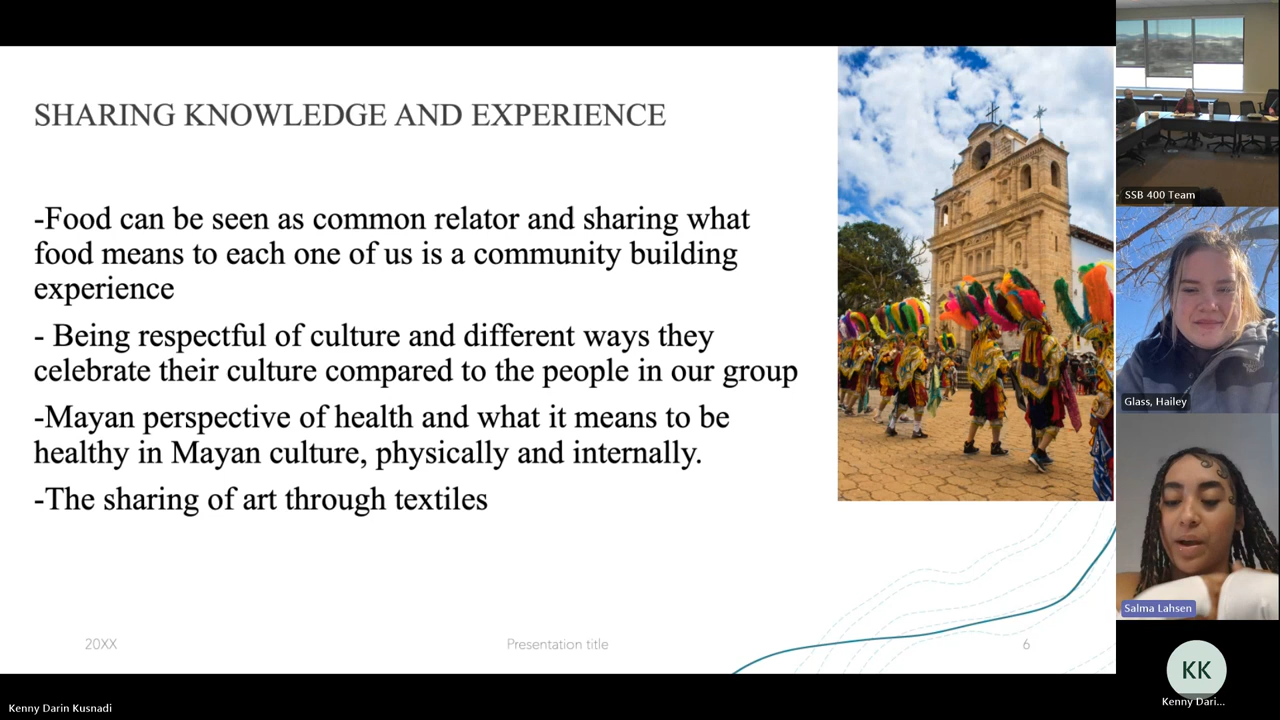 SHARING KNOWLEDGE AND EXPERIENCE
-Food can be seen as common relator and sharing what
food means to each one of us is a community building
experience
- Being respectful of culture and different ways they
celebrate their culture compared to the people in our group
-Mayan perspective of health and what it means to be
healthy in Mayan culture, physically and internally.
-The sharing of art through textiles
20XX
Presentation title
6
SSB 400 Team
Glass, Hailey
Salma Lahsen
KK
Kenny Dari...
Kenny Darin Kusnadi